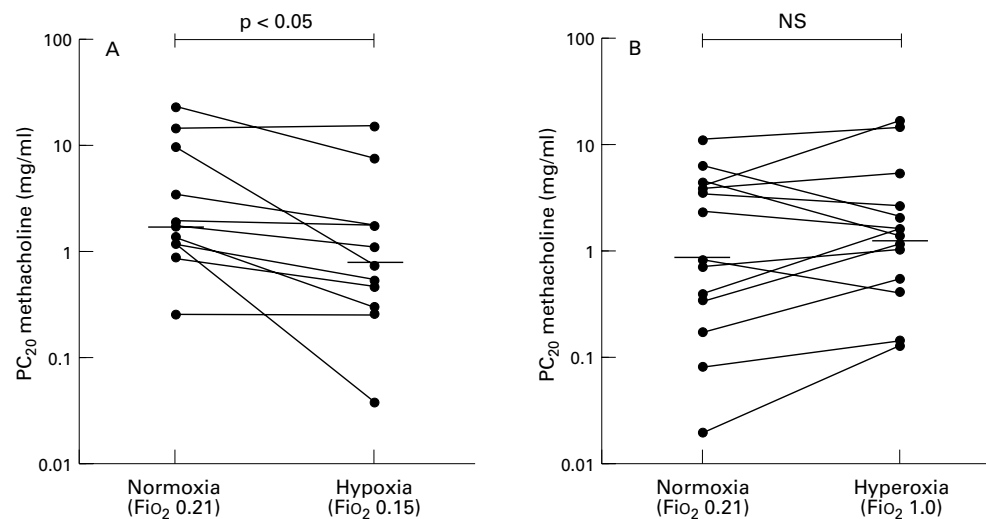 p < 0.05
A
100
10
1
0.1
0.01
PC20 methacholine (mg/ml)
Normoxia
(FIO2 0.21)
Hypoxia
(FIO2 0.15)
NS
B
100
10
1
0.1
0.01
PC20 methacholine (mg/ml)
Normoxia
(FIO2 0.21)
Hyperoxia
(FIO2 1.0)